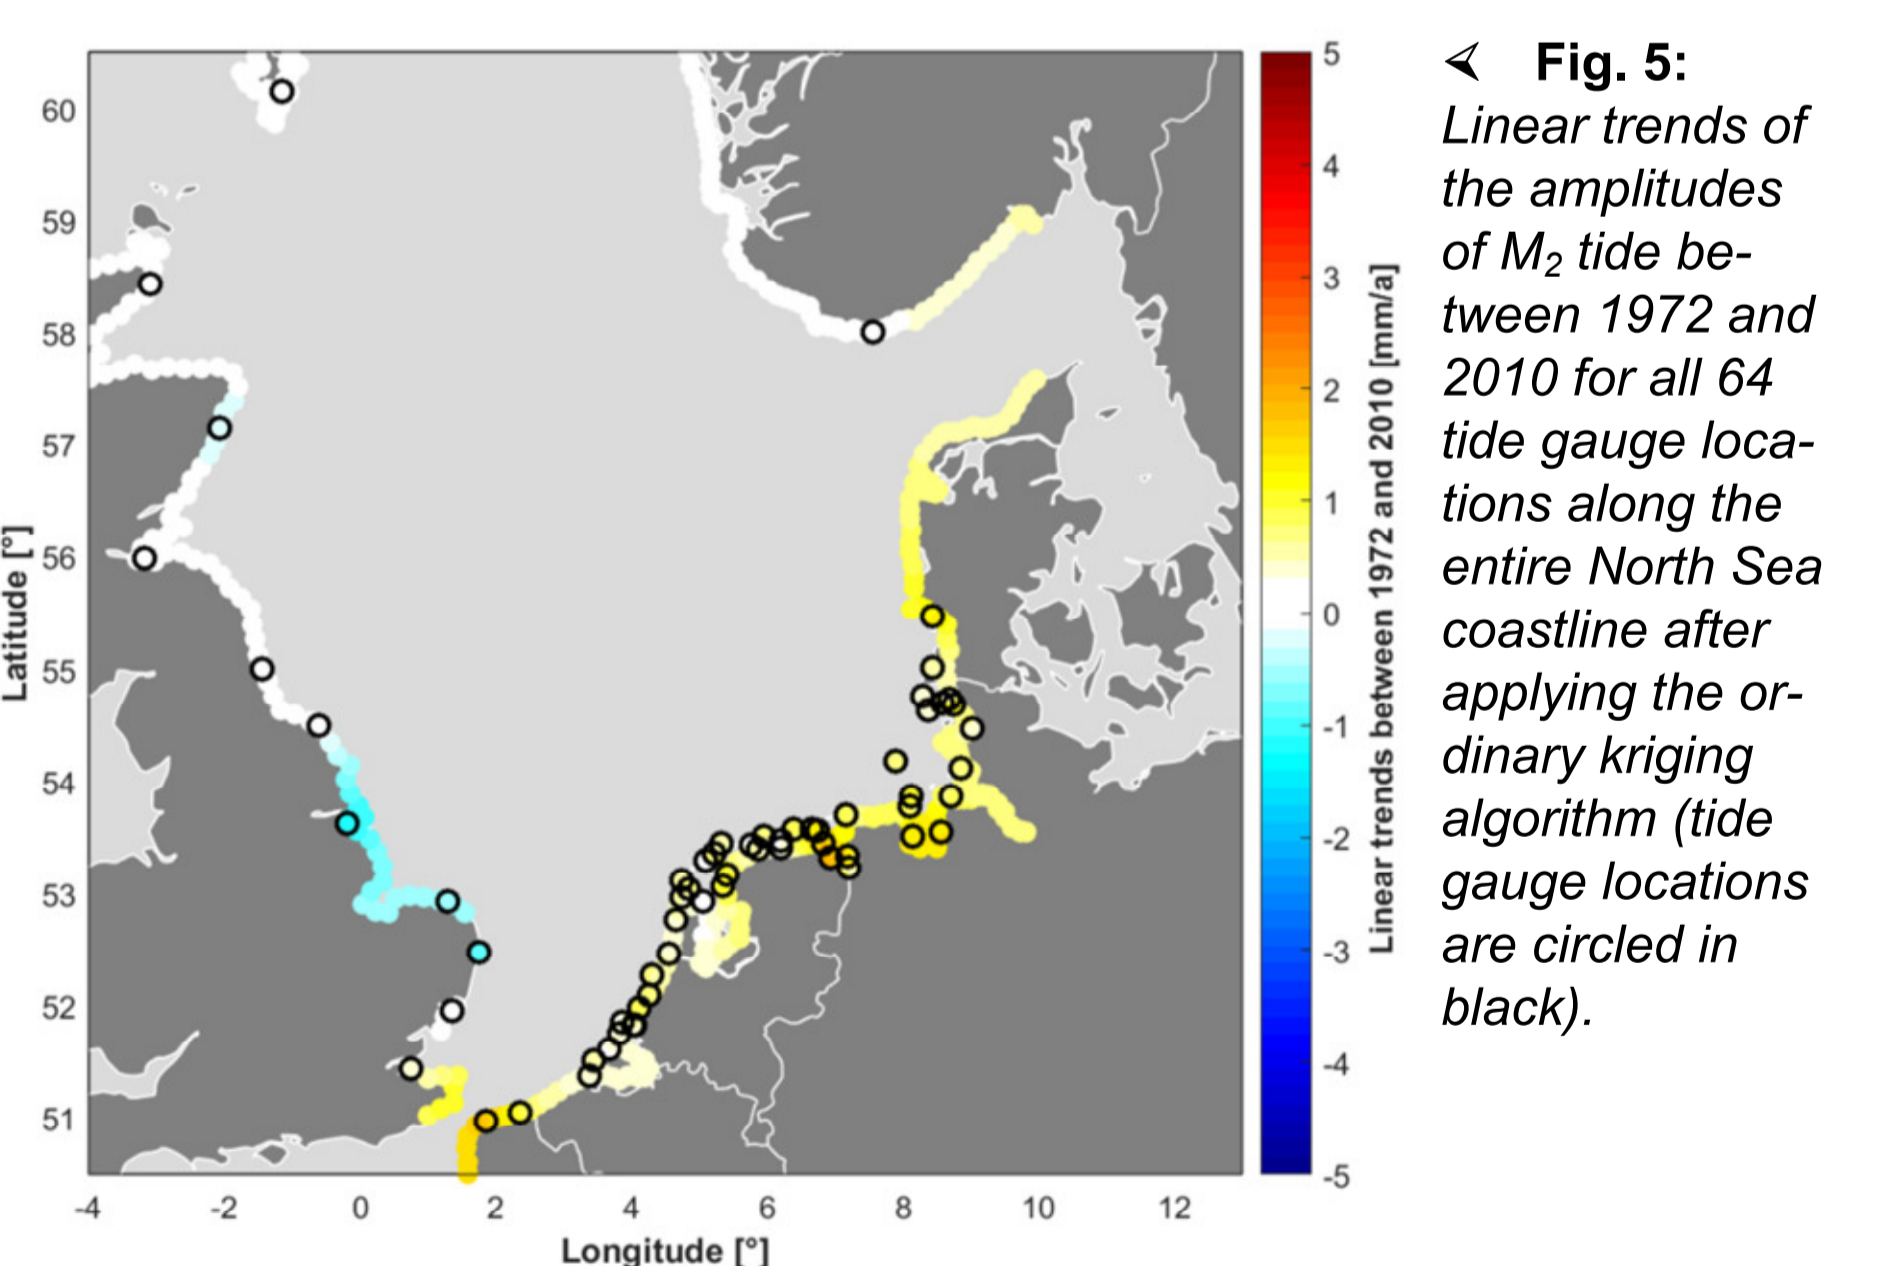 60
59
58
57
56
55
54
53
52
51
Latitude [°]
-4 -2 0 2 4 6 8 10 12
Longitude [°]
5
4
3
2
1
0
-1
-2
-3
-4
-5
Linear trends between 1972 and 2010 [mm/a]
⮘ Fig. 5:
Linear trends of
the amplitudes
of M₂ tide be-
tween 1972 and
2010 for all 64
tide gauge loca-
tions along the
entire North Sea
coastline after
applying the or-
dinary kriging
algorithm (tide
gauge locations
are circled in
black).